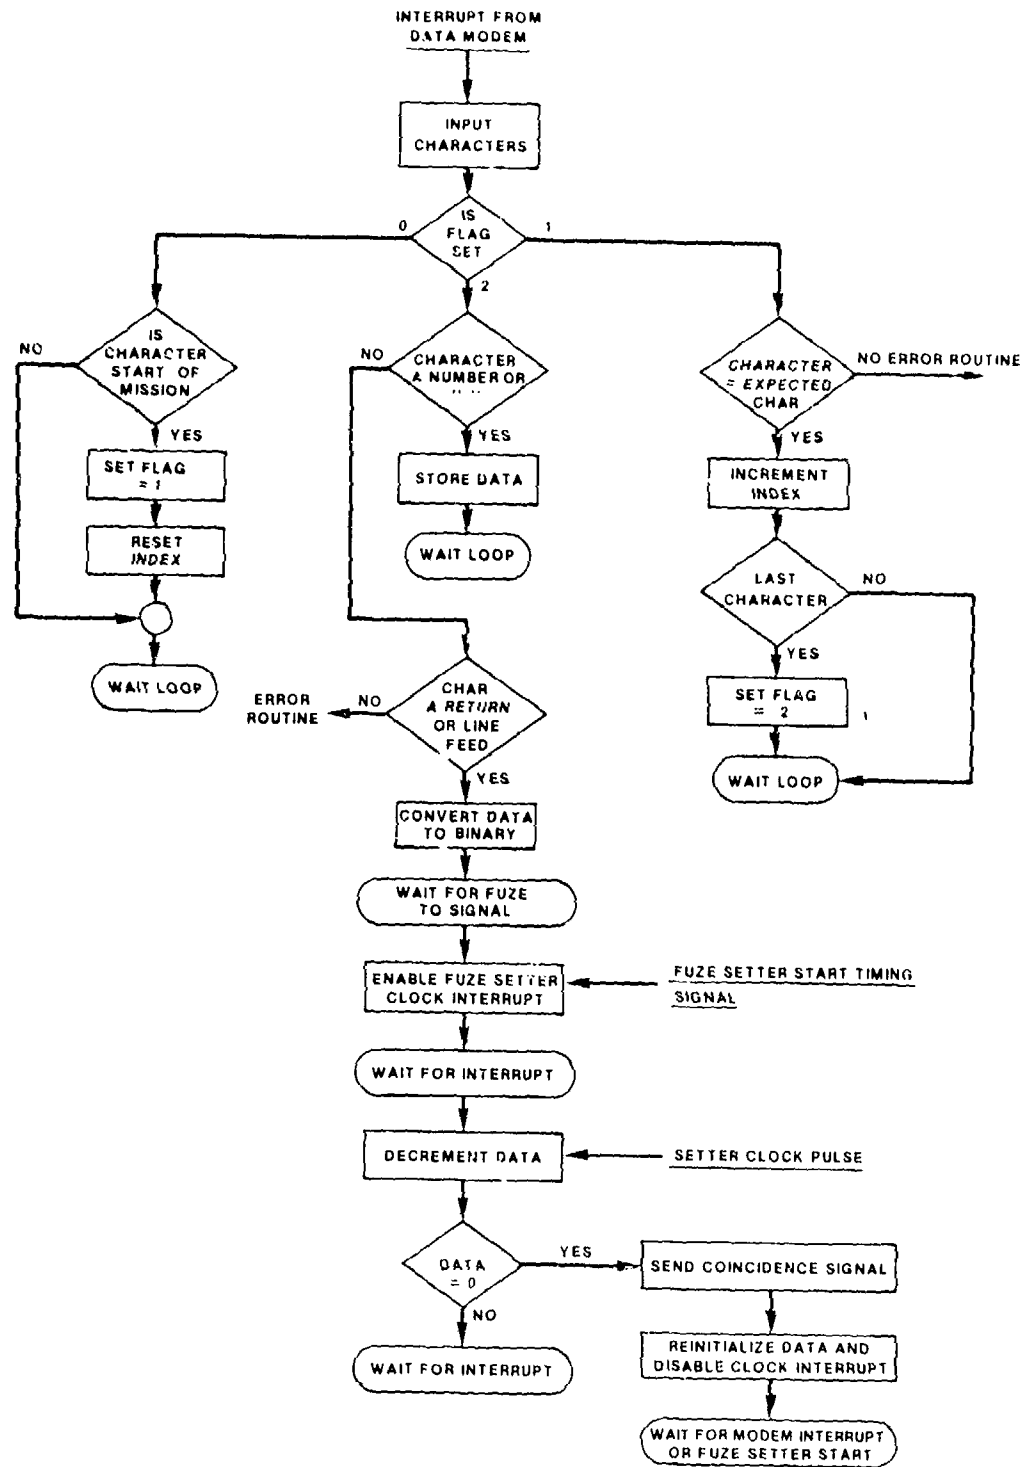 INTERRUPT FROM
DATA MODEM
INPUT
CHARACTERS
IS
FLAG
SET
0
1
2
IS
CHARACTER
START OF
MISSION
NO
YES
SET FLAG
= 1
RESET
INDEX
WAIT LOOP
CHARACTER
A NUMBER OR
" "
NO
YES
STORE DATA
WAIT LOOP
CHARACTER
= EXPECTED
CHAR
NO ERROR ROUTINE
YES
INCREMENT
INDEX
LAST
CHARACTER
NO
YES
SET FLAG
= 2
WAIT LOOP
CHAR
A RETURN
OR LINE
FEED
NO
ERROR
ROUTINE
YES
CONVERT DATA
TO BINARY
WAIT FOR FUZE
TO SIGNAL
ENABLE FUZE SETTER
CLOCK INTERRUPT
FUZE SETTER START TIMING
SIGNAL
WAIT FOR INTERRUPT
DECREMENT DATA
SETTER CLOCK PULSE
DATA
= 0
YES
NO
SEND COINCIDENCE SIGNAL
REINITIALIZE DATA AND
DISABLE CLOCK INTERRUPT
WAIT FOR INTERRUPT
WAIT FOR MODEM INTERRUPT
OR FUZE SETTER START